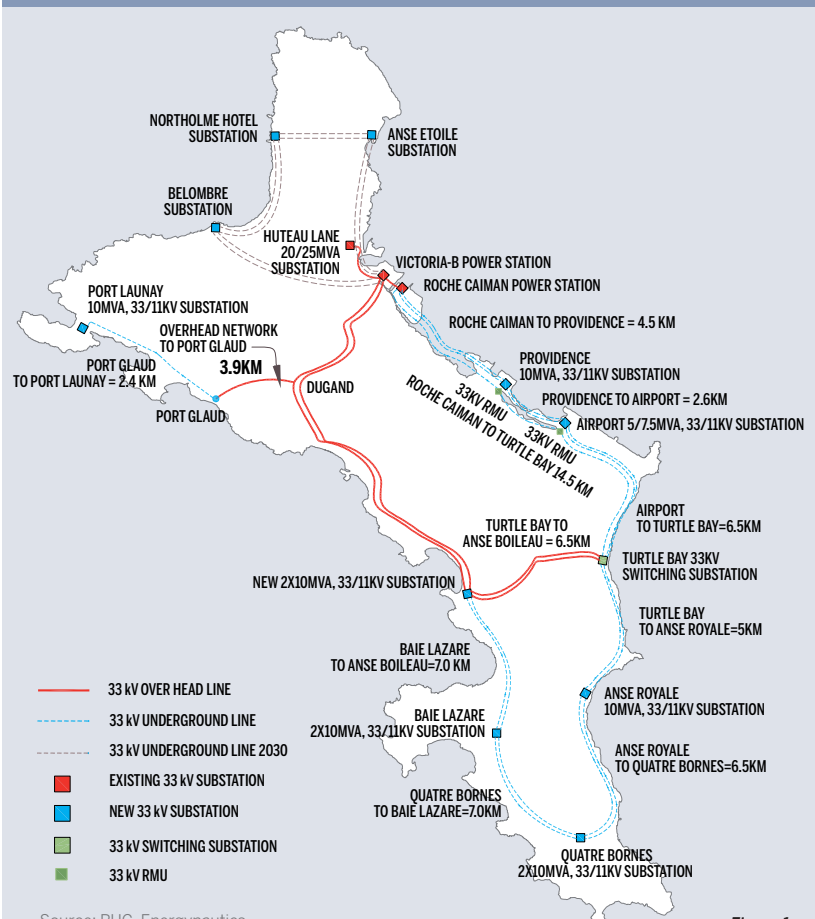 NORTHOLME HOTEL
SUBSTATION
ANSE ETOILE
SUBSTATION
BELOMBRE
SUBSTATION
HUTEAU LANE
20/25MVA
SUBSTATION
VICTORIA-B POWER STATION
ROCHE CAIMAN POWER STATION
PORT LAUNAY
10MVA, 33/11KV SUBSTATION
OVERHEAD NETWORK
TO PORT GLAUD
3.9KM
ROCHE CAIMAN TO PROVIDENCE = 4.5 KM
PORT GLAUD
TO PORT LAUNAY = 2.4 KM
PROVIDENCE
10MVA, 33/11KV SUBSTATION
DUGAND
PORT GLAUD
33KV RMU
ROCHE CAIMAN TO TURTLE BAY 14.5 KM
33KV RMU
PROVIDENCE TO AIRPORT = 2.6KM
AIRPORT 5/7.5MVA, 33/11KV SUBSTATION
AIRPORT
TO TURTLE BAY=6.5KM
TURTLE BAY TO
ANSE BOILEAU = 6.5KM
TURTLE BAY 33KV
SWITCHING SUBSTATION
NEW 2X10MVA, 33/11KV SUBSTATION
TURTLE BAY
TO ANSE ROYALE=5KM
BAIE LAZARE
TO ANSE BOILEAU=7.0 KM
ANSE ROYALE
10MVA, 33/11KV SUBSTATION
BAIE LAZARE
2X10MVA, 33/11KV SUBSTATION
ANSE ROYALE
TO QUATRE BORNES=6.5KM
QUATRE BORNES
TO BAIE LAZARE=7.0KM
QUATRE BORNES
2X10MVA, 33/11KV SUBSTATION
33 kV OVER HEAD LINE
33 kV UNDERGROUND LINE
33 kV UNDERGROUND LINE 2030
EXISTING 33 kV SUBSTATION
NEW 33 kV SUBSTATION
33 kV SWITCHING SUBSTATION
33 kV RMU